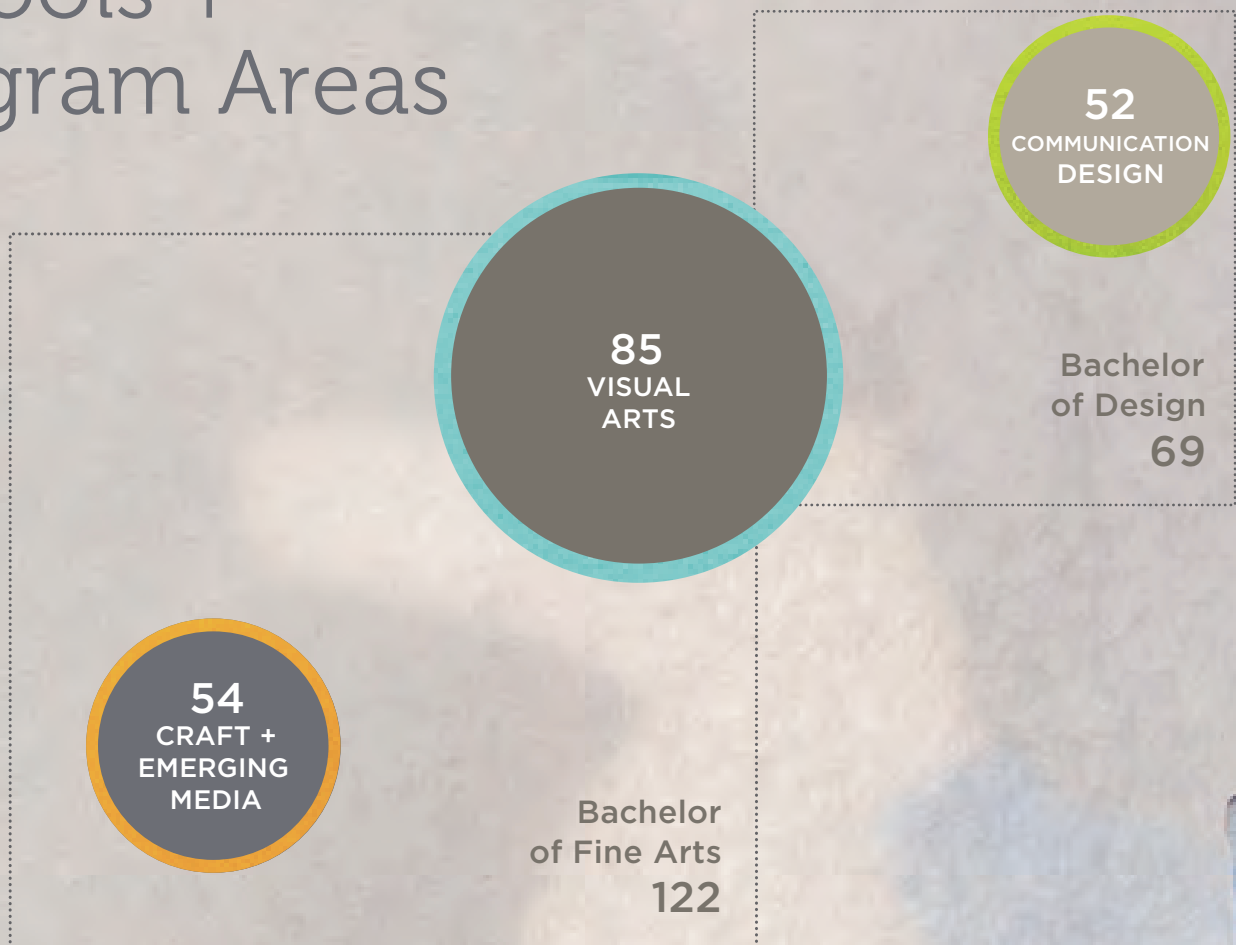 gram Areas
52
COMMUNICATION
DESIGN
85
VISUAL
ARTS
Bachelor
of Design
69
54
CRAFT +
EMERGING
MEDIA
Bachelor
of Fine Arts
122